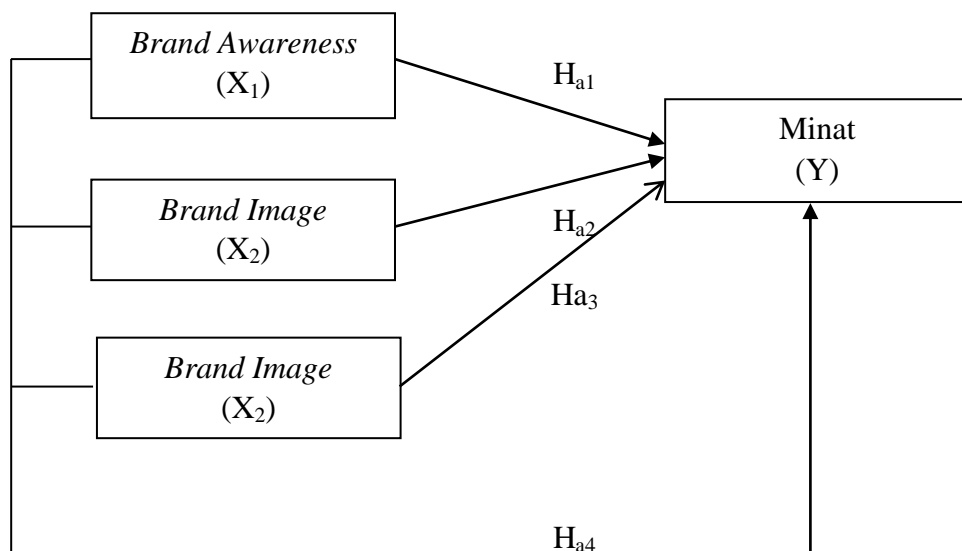 Brand Awareness
(X₁)
Hₐ₁
Minat
(Y)
Brand Image
(X₂)
Hₐ₂
Ha₃
Brand Image
(X₂)
Hₐ₄